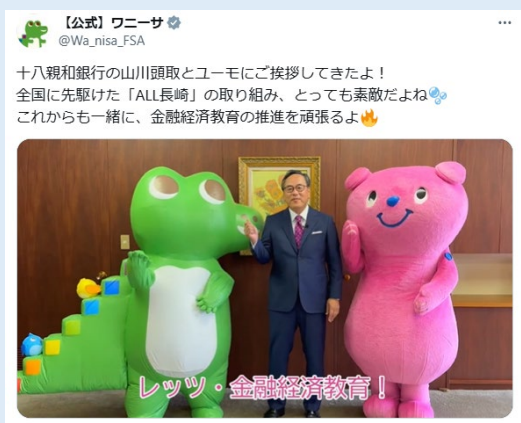 【公式】ワニーサ
@Wa_nisa_FSA
十八親和銀行の山川頭取とユーモにご挨拶してきたよ！
全国に先駆けた「ALL長崎」の取り組み、とっても素敵だよね🫧
これからも一緒に、金融経済教育の推進を頑張るよ🔥
レッツ・金融経済教育！